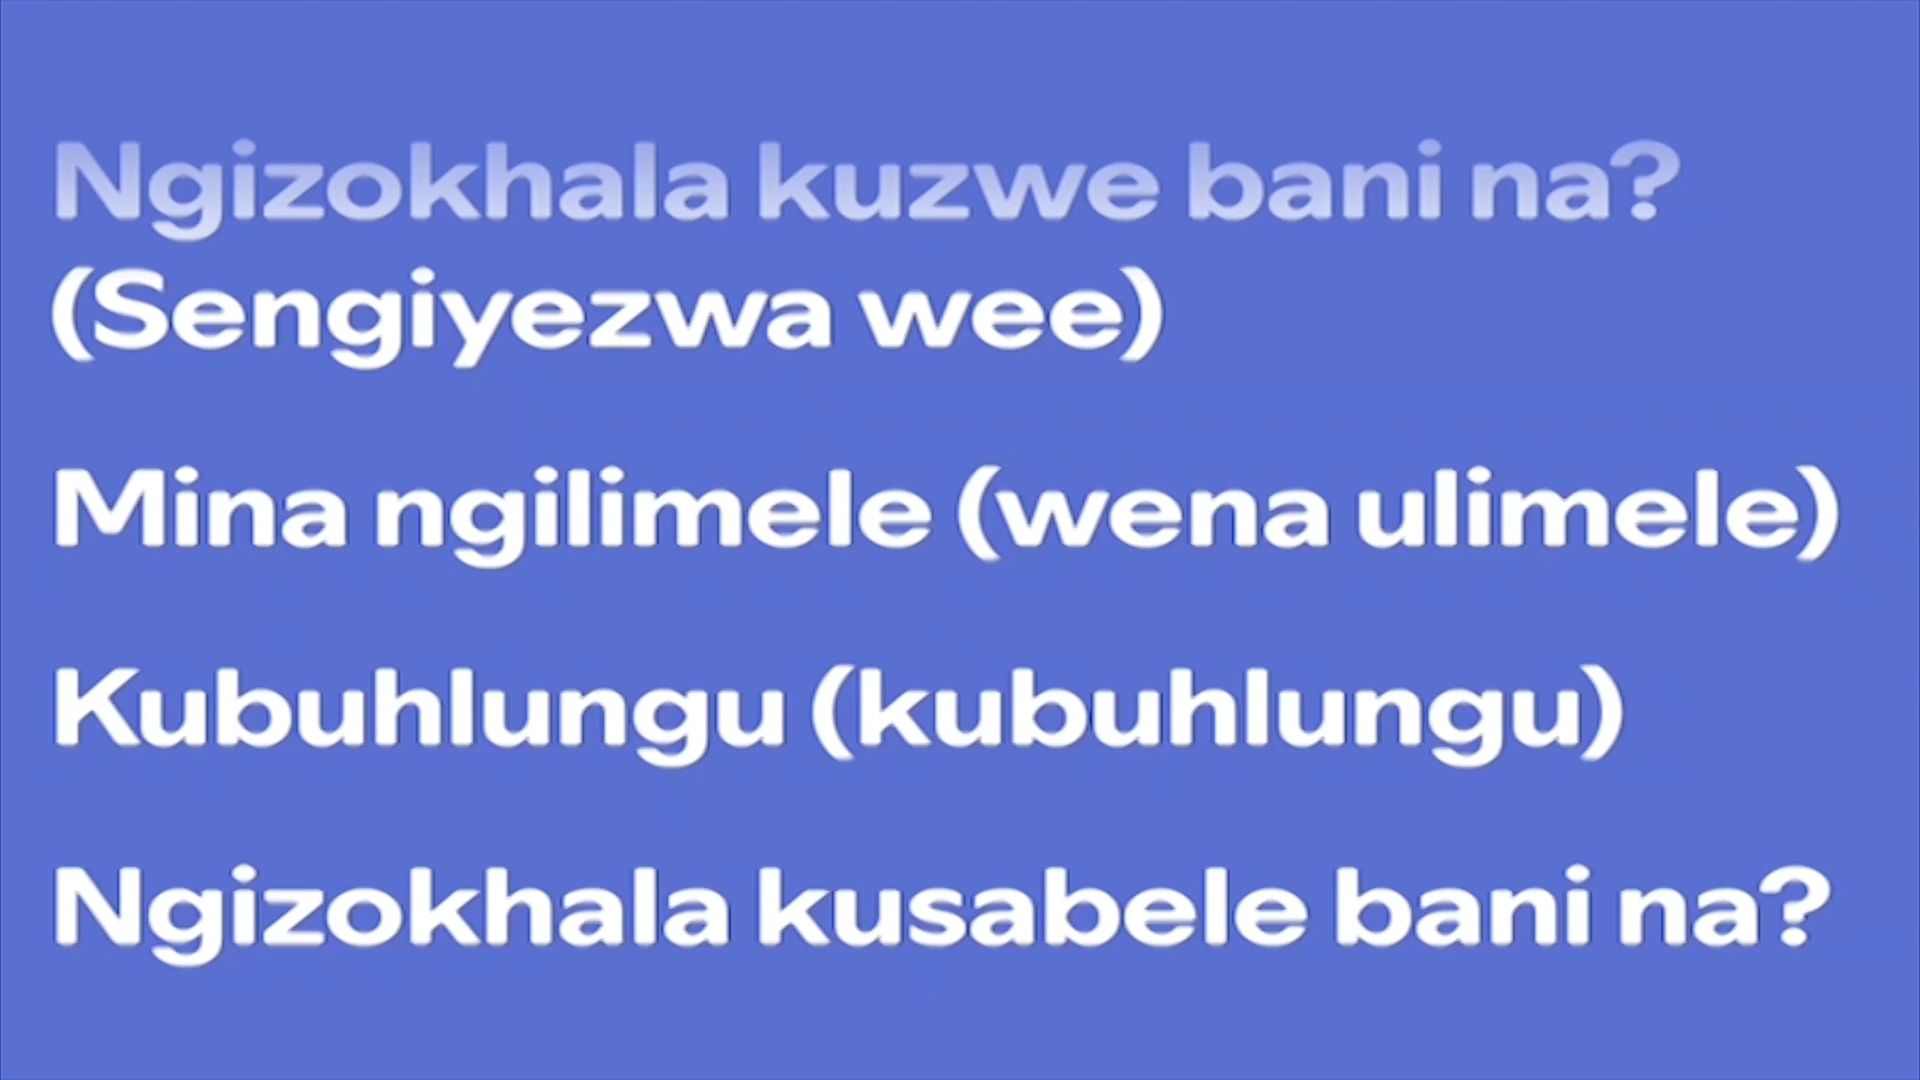 Ngizokhala kuzwe bani na?
(Sengiyezwa wee)
Mina ngilimele (wena ulimele)
Kubuhlungu (kubuhlungu)
Ngizokhala kusabele bani na?